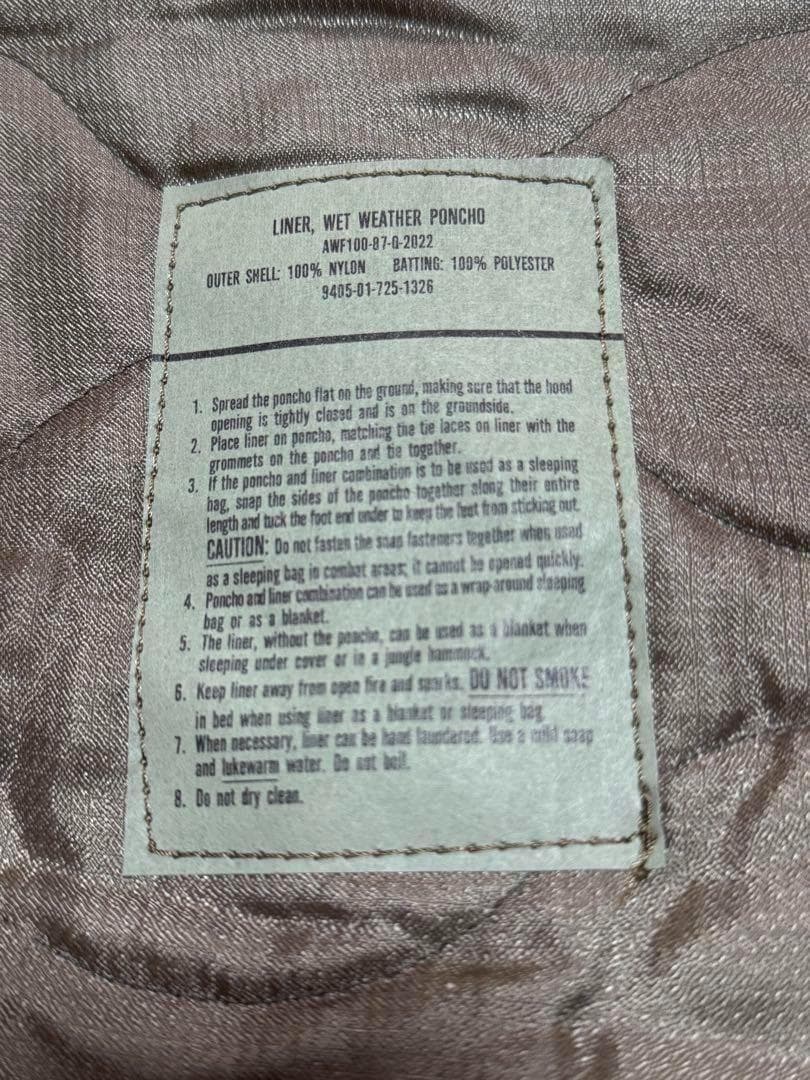 LINER, WET WEATHER PONCHO
AWF100-87-Q-2022
OUTER SHELL: 100% NYLON BATTING: 100% POLYESTER
9405-01-725-1326
1. Spread the poncho flat on the ground, making sure that the hood
opening is tightly closed and is on the groundside.
2. Place liner on poncho, matching the tie laces on liner with the
grommets on the poncho and tie together.
3. If the poncho and liner combination is to be used as a sleeping
bag, snap the sides of the poncho together along their entire
length and tuck the foot end under to keep the feet from sticking out.
CAUTION: Do not fasten the snap fasteners together when used
as a sleeping bag in combat areas; it cannot be opened quickly.
4. Poncho and liner combination can be used as a wrap-around sleeping
bag or as a blanket.
5. The liner, without the poncho, can be used as a blanket when
sleeping under cover or in a jungle hammock.
6. Keep liner away from open fire and sparks. DO NOT SMOKE
in bed when using liner as a blanket or sleeping bag.
7. When necessary, liner can be hand laundered. Use a mild soap
and lukewarm water. Do not boil.
8. Do not dry clean.